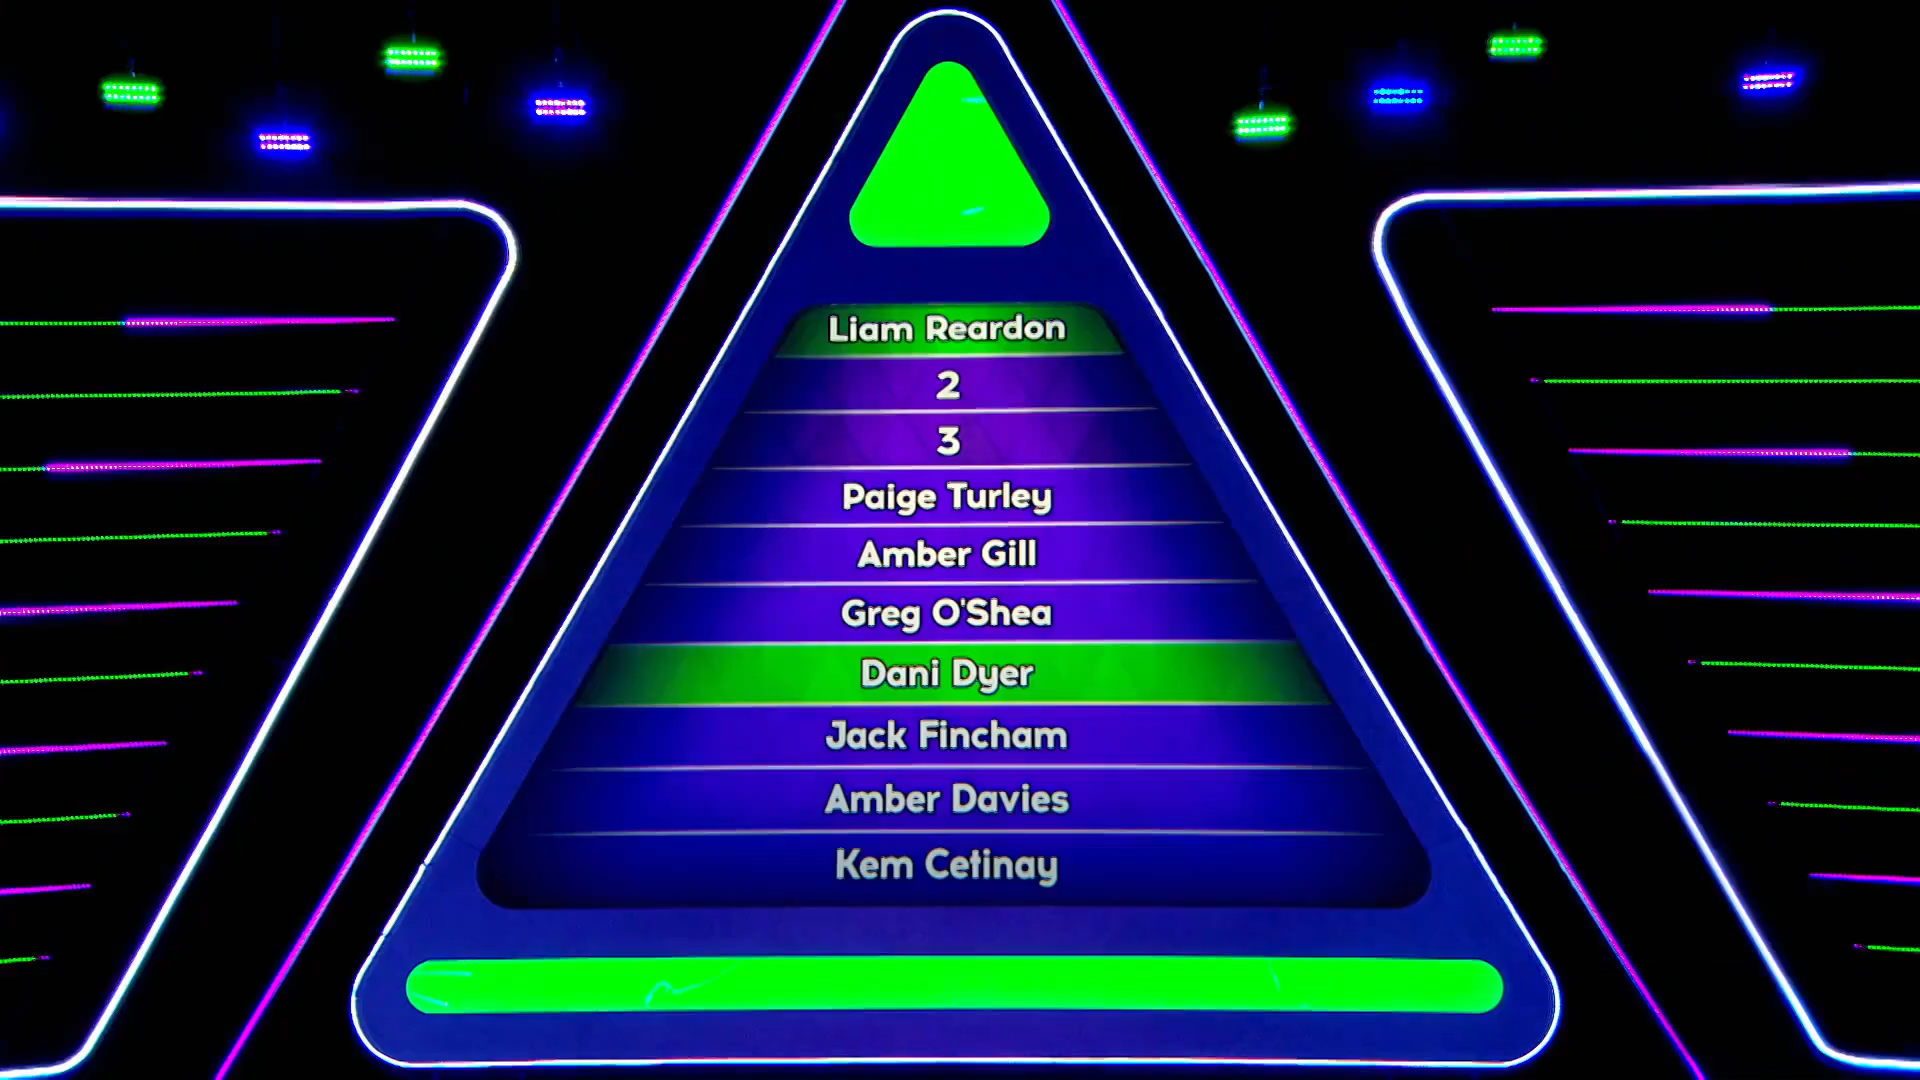 Liam Reardon
2
3
Paige Turley
Amber Gill
Greg O'Shea
Dani Dyer
Jack Fincham
Amber Davies
Kem Cetinay